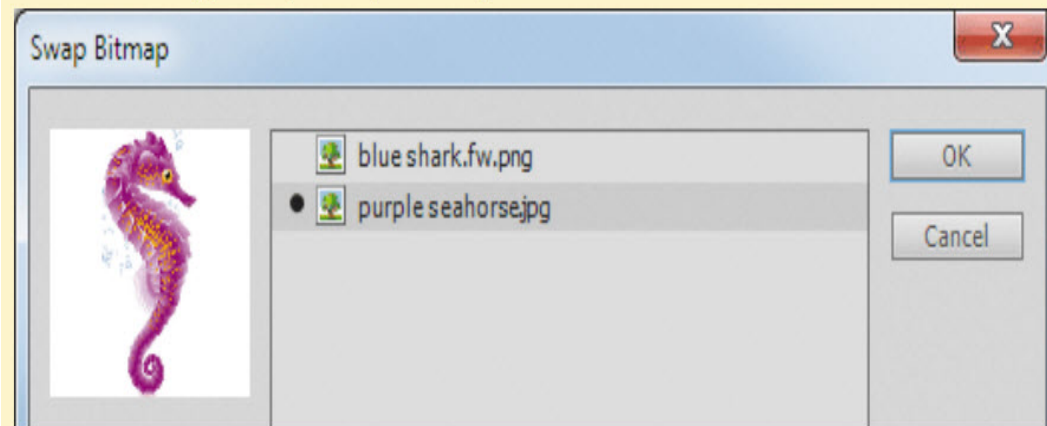 Swap Bitmap
X
blue shark.fw.png
OK
purple seahorse.jpg
Cancel